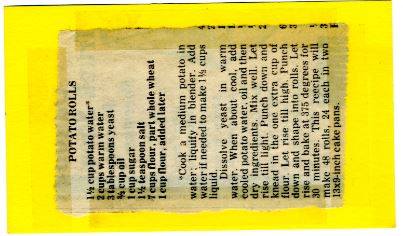 POTATO ROLLS
1½ cup potato water*
2 cups warm water
3 tablespoons yeast
⅔ cup oil
1 cup sugar
1½ teaspoon salt
7 cups flour, part whole wheat
1 cup flour, added later
*Cook a medium potato in
water; liquify in blender. Add
water if needed to make 1½ cups
liquid.
Dissolve yeast in warm
water. When about cool, add
cooled potato water, oil and then
dry ingredients. Mix well. Let
rise till light. Punch down and
knead in the one extra cup of
flour. Let rise till high. Punch
down and shape into rolls. Let
rise and bake at 375 degrees for
30 minutes. This reecipe will
make 48 rolls, 24 each in two
13x9-inch cake pans.